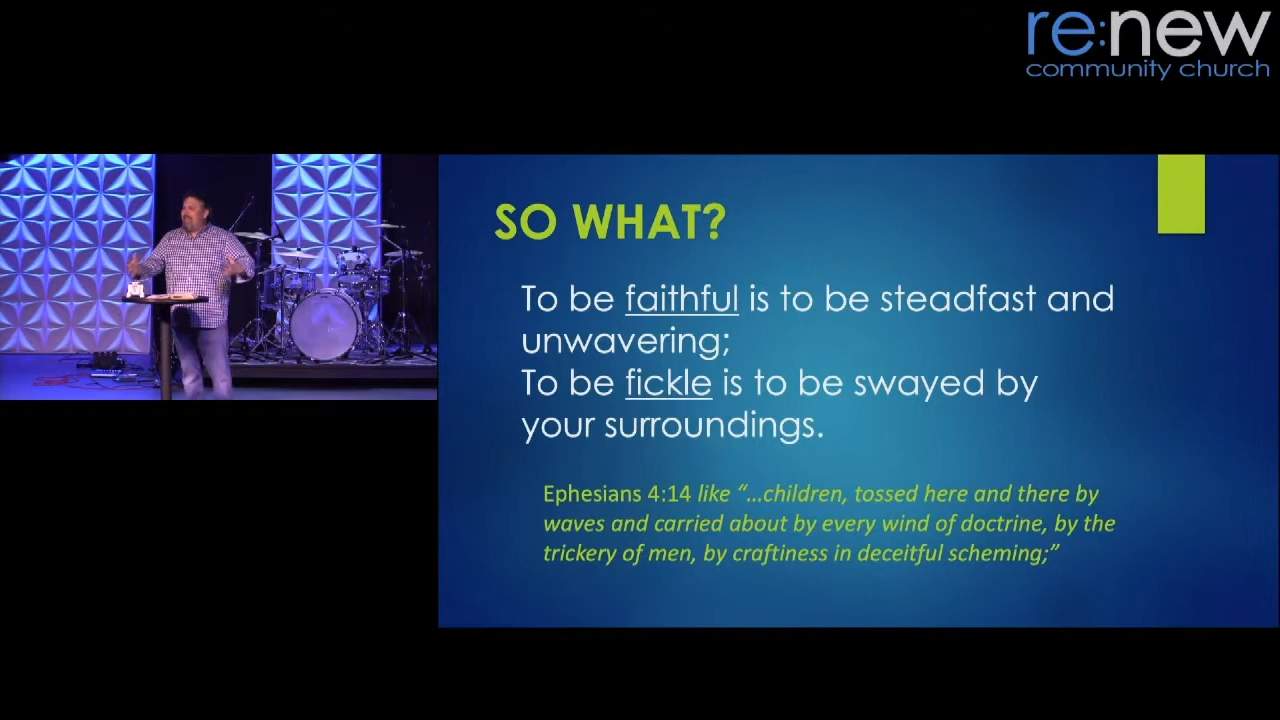 re:new
community church
SO WHAT?
To be faithful is to be steadfast and
unwavering;
To be fickle is to be swayed by
your surroundings.
Ephesians 4:14 like “…children, tossed here and there by
waves and carried about by every wind of doctrine, by the
trickery of men, by craftiness in deceitful scheming;”